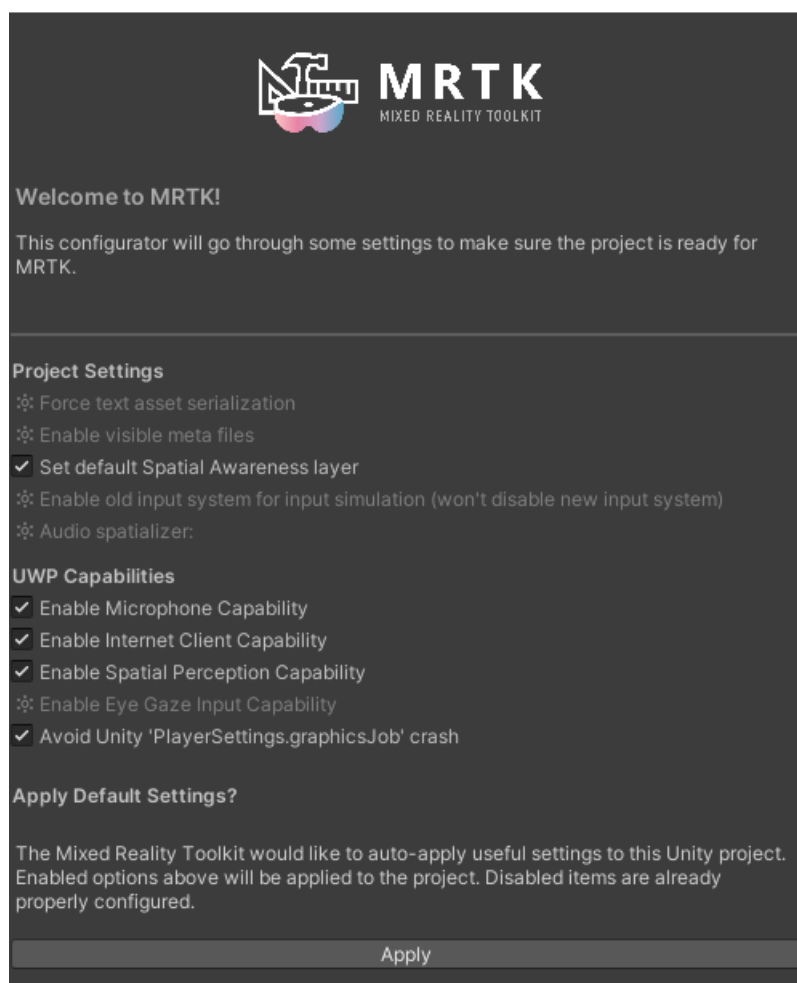 MRTK
MIXED REALITY TOOLKIT
Welcome to MRTK!
This configurator will go through some settings to make sure the project is ready for
MRTK.
Project Settings
Force text asset serialization
Enable visible meta files
Set default Spatial Awareness layer
Enable old input system for input simulation (won't disable new input system)
Audio spatializer:
UWP Capabilities
Enable Microphone Capability
Enable Internet Client Capability
Enable Spatial Perception Capability
Enable Eye Gaze Input Capability
Avoid Unity 'PlayerSettings.graphicsJob' crash
Apply Default Settings?
The Mixed Reality Toolkit would like to auto-apply useful settings to this Unity project.
Enabled options above will be applied to the project. Disabled items are already
properly configured.
Apply